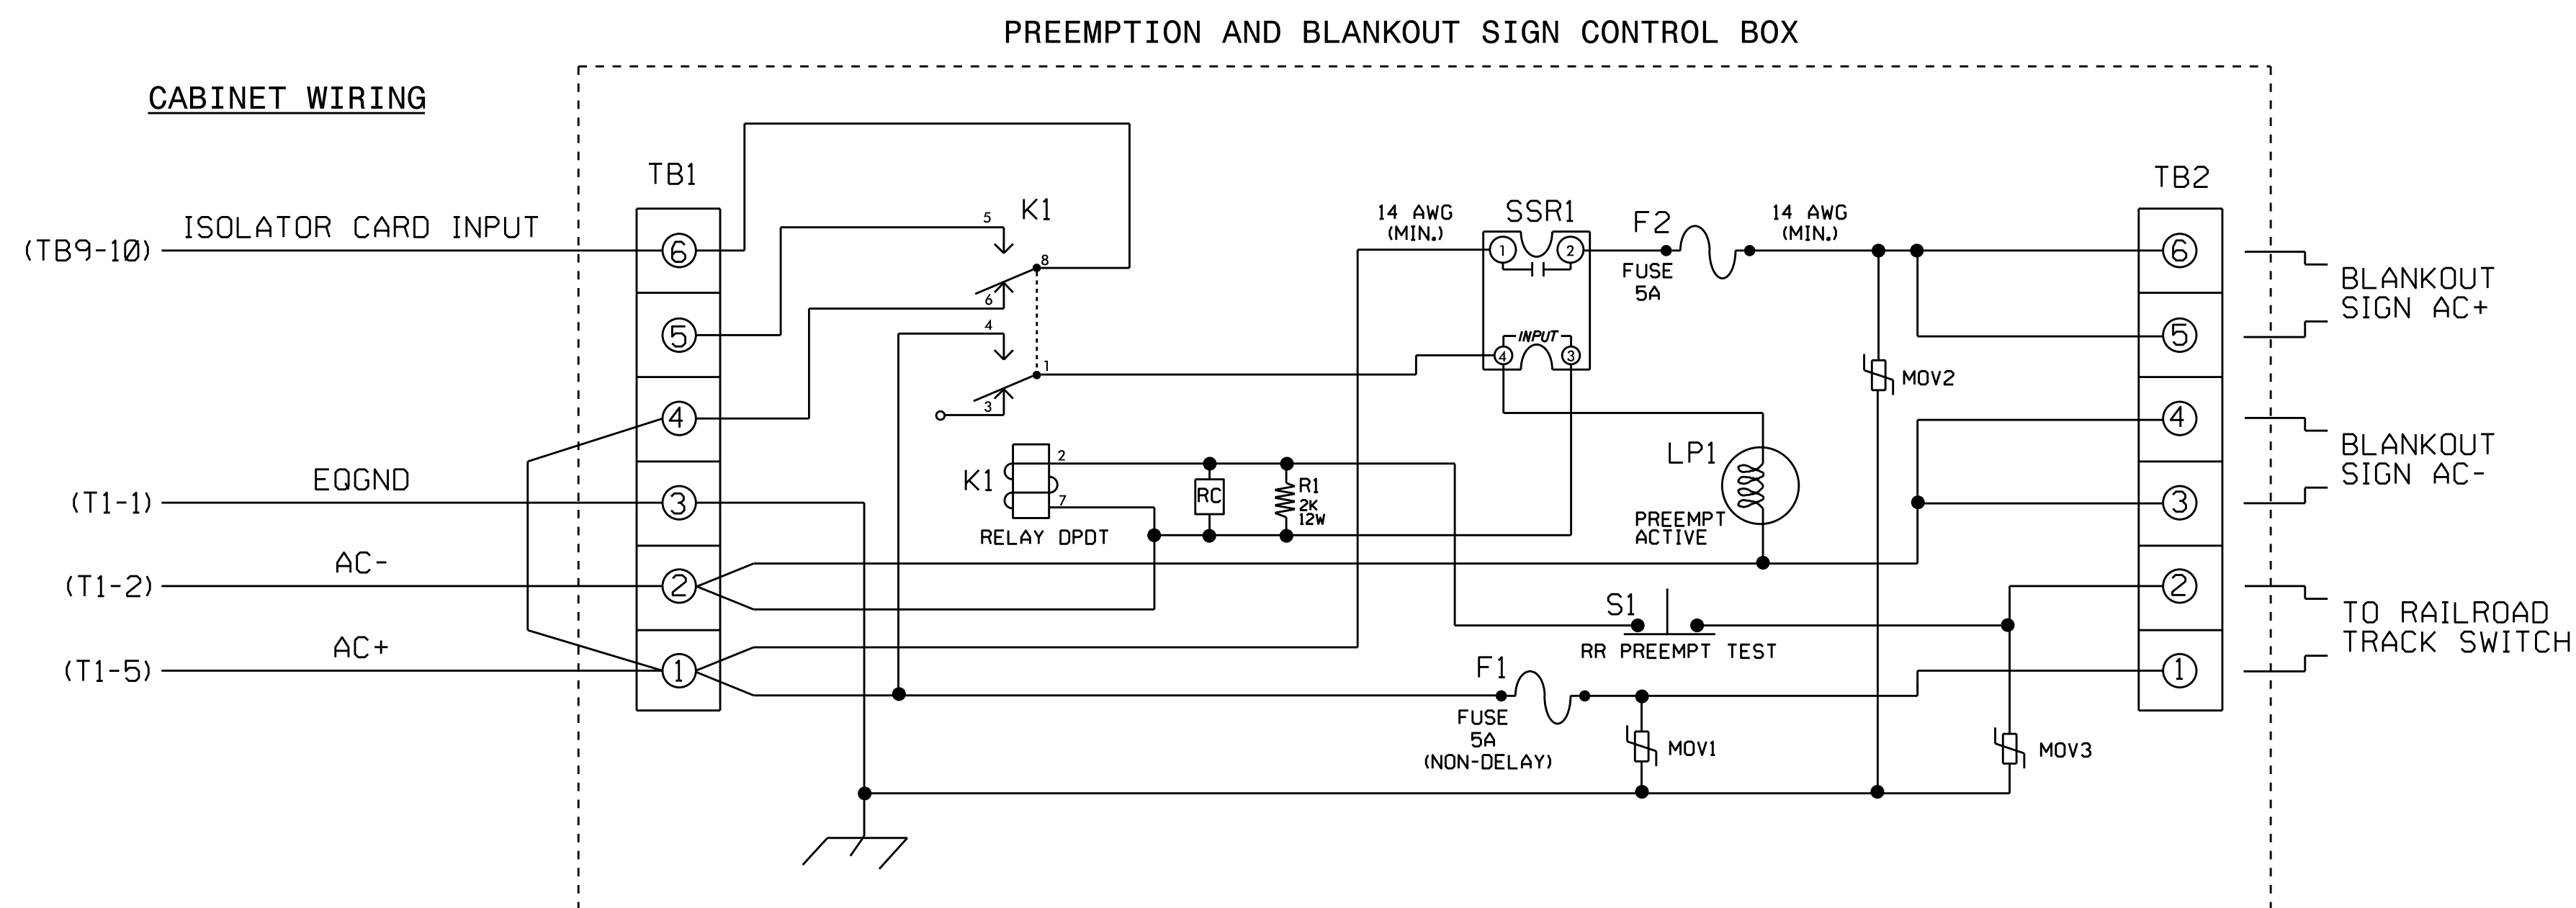 PREEMPTION AND BLANKOUT SIGN CONTROL BOX
CABINET WIRING
TB1
TB2
(TB9-10)
ISOLATOR CARD INPUT
6
5
4
(T1-1)
EQGND
3
(T1-2)
AC-
2
(T1-5)
AC+
1
K1
5
8
6
4
1
3
K1
2
7
RELAY DPDT
RC
R1
2K
12W
14 AWG
(MIN.)
SSR1
1
2
INPUT
4
3
F2
FUSE
5A
14 AWG
(MIN.)
MOV2
LP1
PREEMPT
ACTIVE
S1
RR PREEMPT TEST
F1
FUSE
5A
(NON-DELAY)
MOV1
MOV3
6
5
4
3
2
1
BLANKOUT
SIGN AC+
BLANKOUT
SIGN AC-
TO RAILROAD
TRACK SWITCH